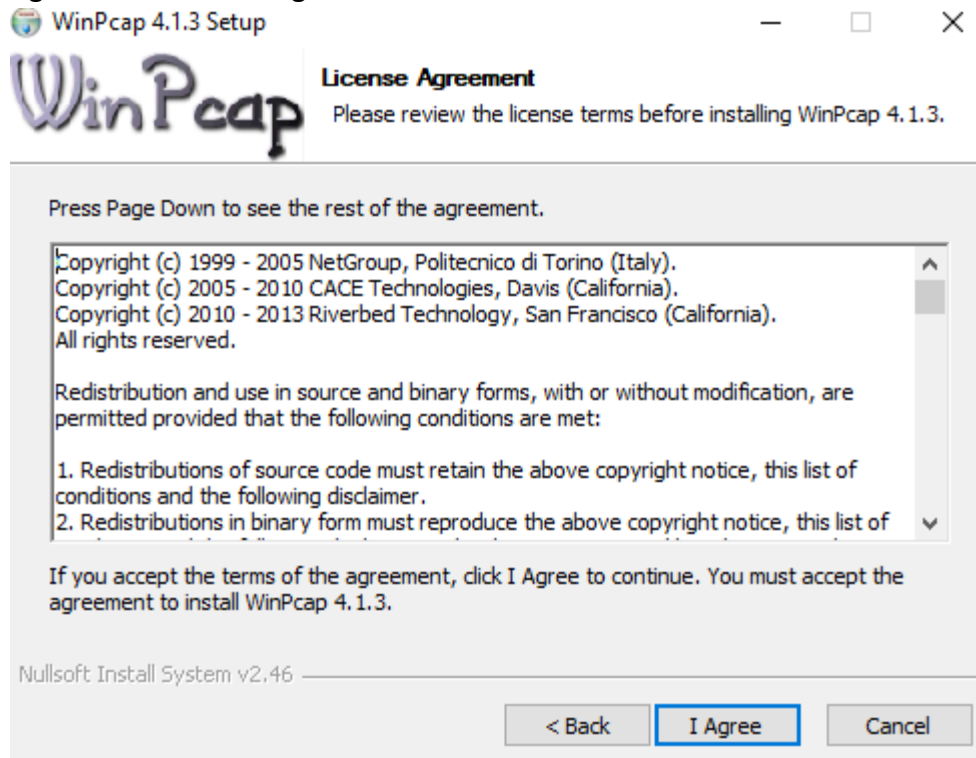 WinPcap 4.1.3 Setup
WinPcap
License Agreement
Please review the license terms before installing WinPcap 4.1.3.
Press Page Down to see the rest of the agreement.
Copyright (c) 1999 - 2005 NetGroup, Politecnico di Torino (Italy).
Copyright (c) 2005 - 2010 CACE Technologies, Davis (California).
Copyright (c) 2010 - 2013 Riverbed Technology, San Francisco (California).
All rights reserved.
Redistribution and use in source and binary forms, with or without modification, are
permitted provided that the following conditions are met:
1. Redistributions of source code must retain the above copyright notice, this list of
conditions and the following disclaimer.
2. Redistributions in binary form must reproduce the above copyright notice, this list of
If you accept the terms of the agreement, click I Agree to continue. You must accept the
agreement to install WinPcap 4.1.3.
Nullsoft Install System v2.46
< Back
I Agree
Cancel